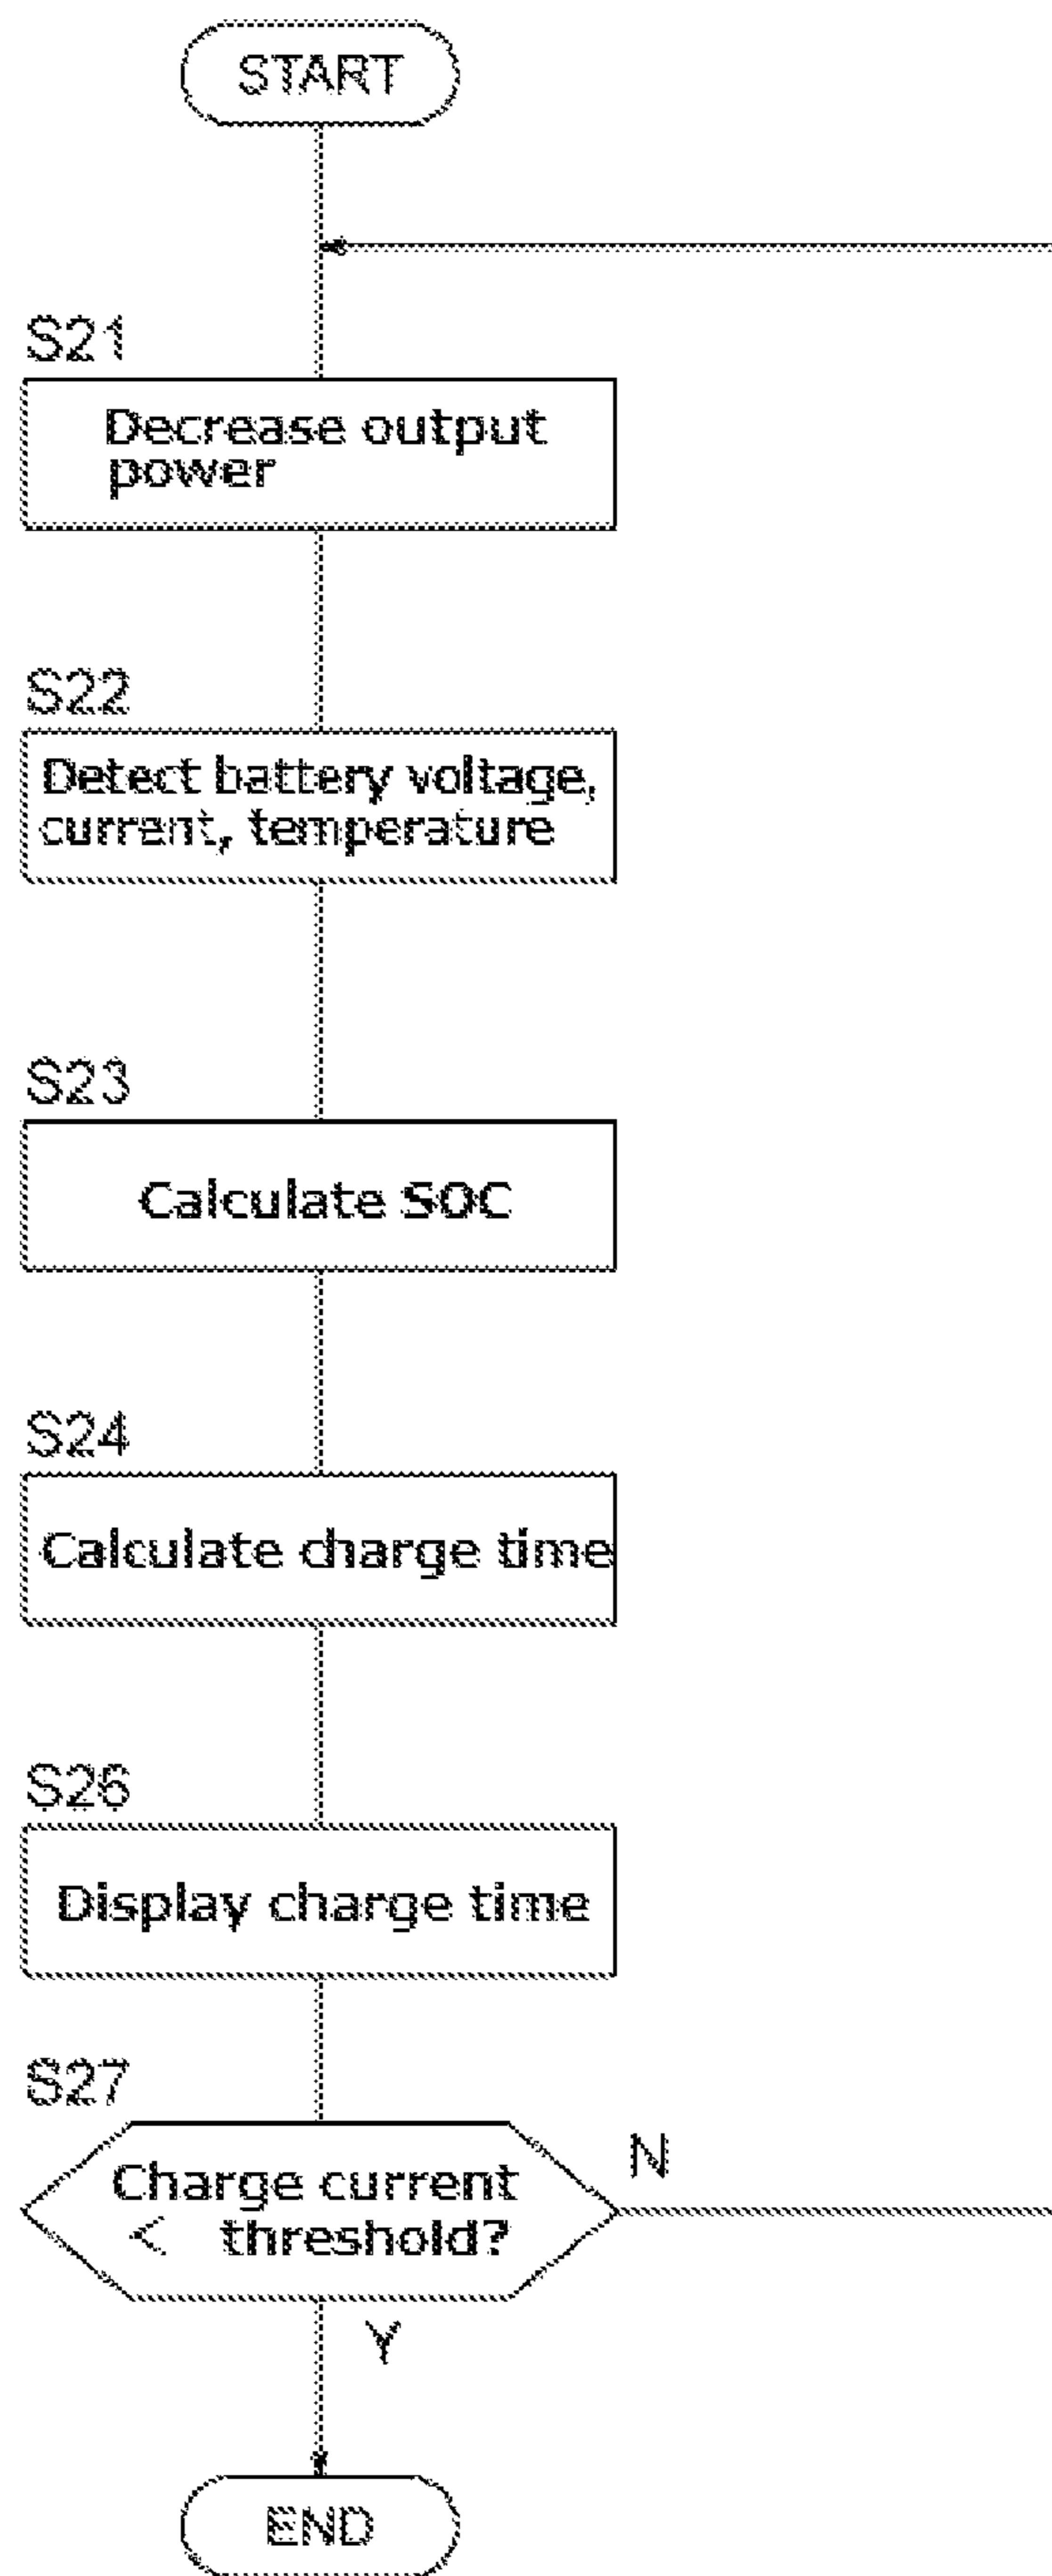 START
S21
Decrease output
power
S22
Detect battery voltage,
current, temperature
S23
Calculate SOC
S24
Calculate charge time
S26
Display charge time
S27
Charge current
< threshold?
N
Y
END